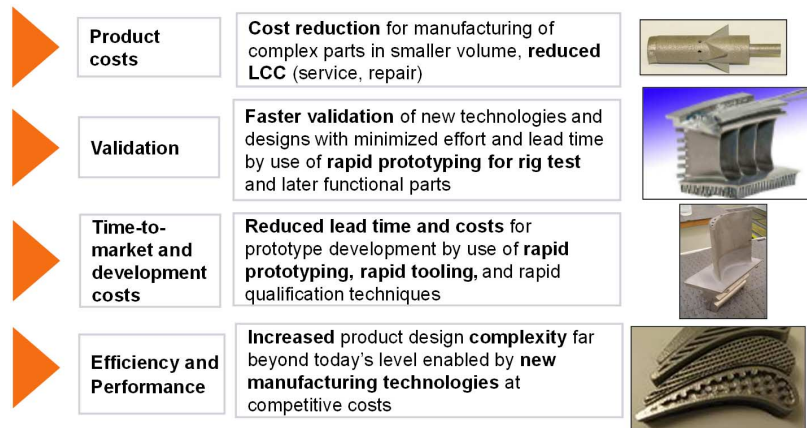 Product
costs
Cost reduction for manufacturing of
complex parts in smaller volume, reduced
LCC (service, repair)
Validation
Faster validation of new technologies and
designs with minimized effort and lead time
by use of rapid prototyping for rig test
and later functional parts
Time-to-
market and
development
costs
Reduced lead time and costs for
prototype development by use of rapid
prototyping, rapid tooling, and rapid
qualification techniques
Efficiency and
Performance
Increased product design complexity far
beyond today's level enabled by new
manufacturing technologies at
competitive costs